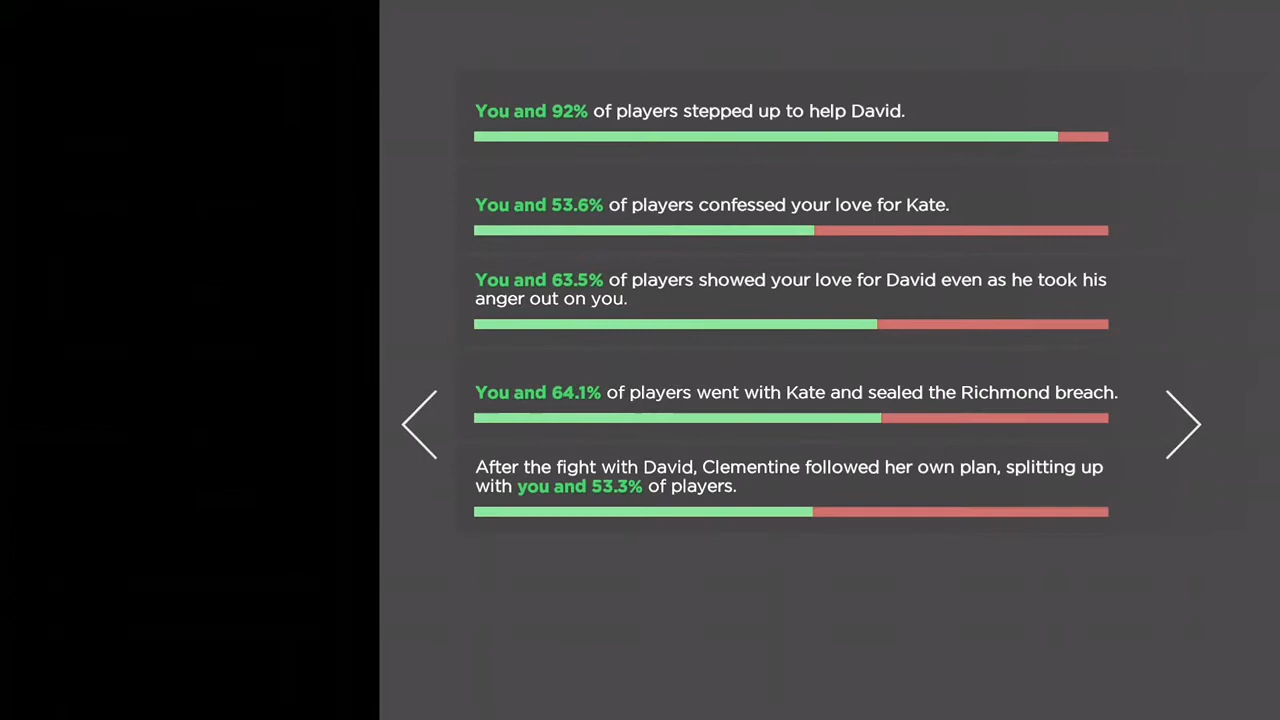 You and 92% of players stepped up to help David.
You and 53.6% of players confessed your love for Kate.
You and 63.5% of players showed your love for David even as he took his
anger out on you.
You and 64.1% of players went with Kate and sealed the Richmond breach.
After the fight with David, Clementine followed her own plan, splitting up
with you and 53.3% of players.